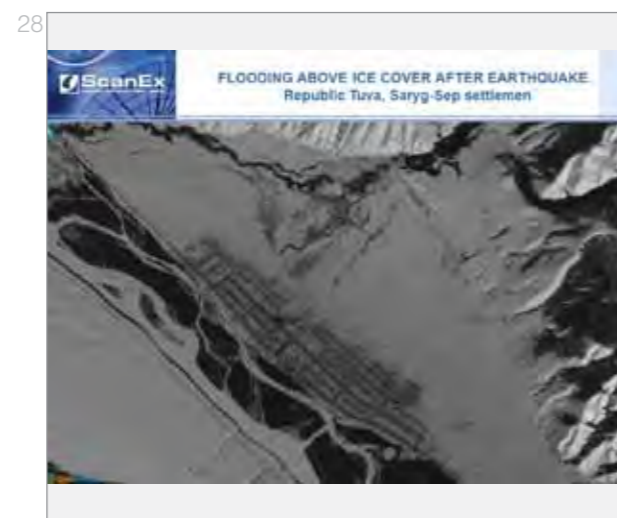 28
ScanEx
FLOODING ABOVE ICE COVER AFTER EARTHQUAKE
Republic Tuva, Saryg-Sep settlemen